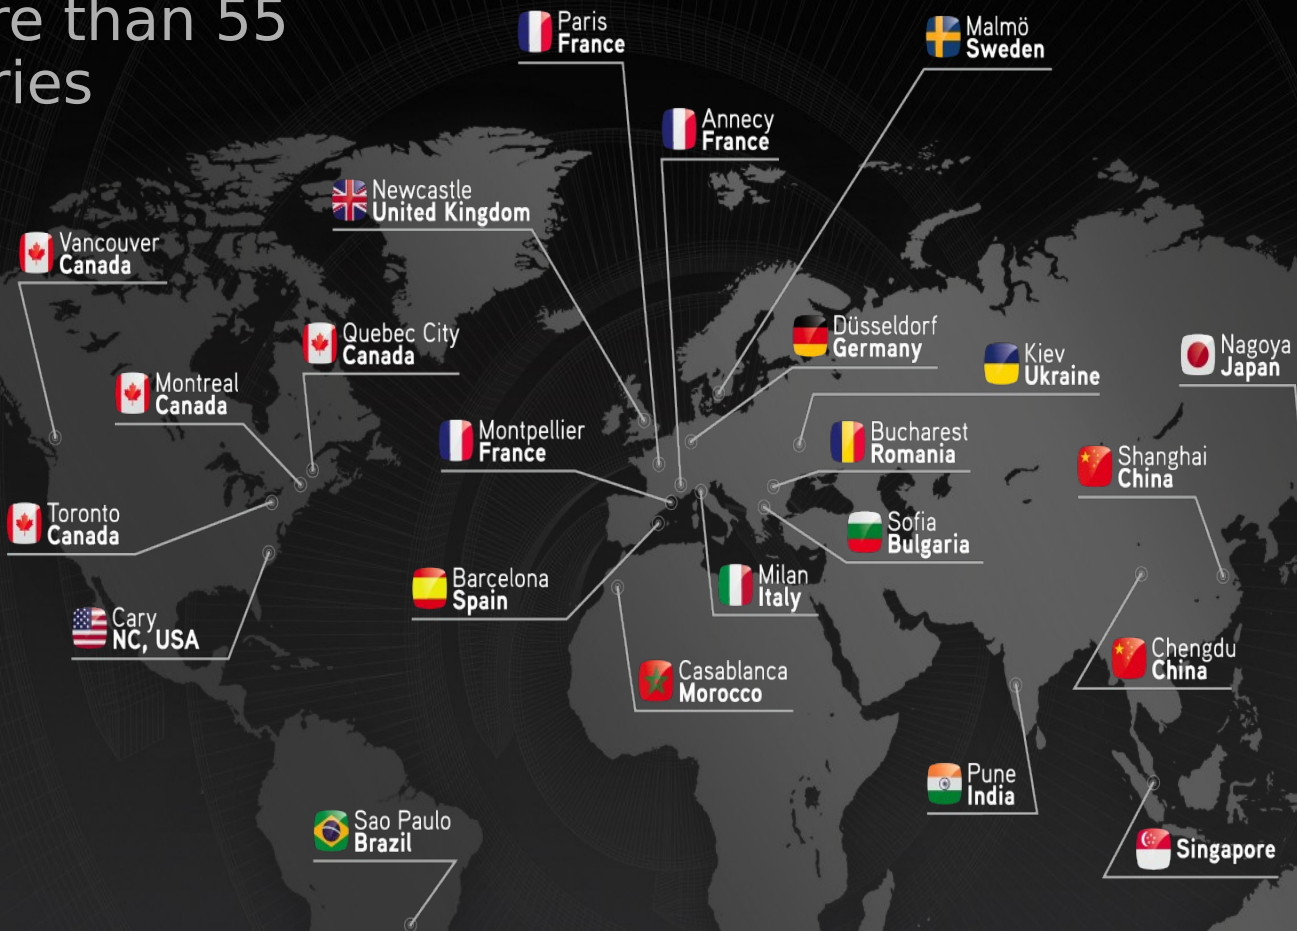 re than 55
ries
Paris
France
Malmö
Sweden
Annecy
France
Newcastle
United Kingdom
Vancouver
Canada
Quebec City
Canada
Düsseldorf
Germany
Kiev
Ukraine
Nagoya
Japan
Montreal
Canada
Montpellier
France
Bucharest
Romania
Shanghai
China
Toronto
Canada
Sofia
Bulgaria
Barcelona
Spain
Milan
Italy
Cary
NC, USA
Chengdu
China
Casablanca
Morocco
Pune
India
Sao Paulo
Brazil
Singapore